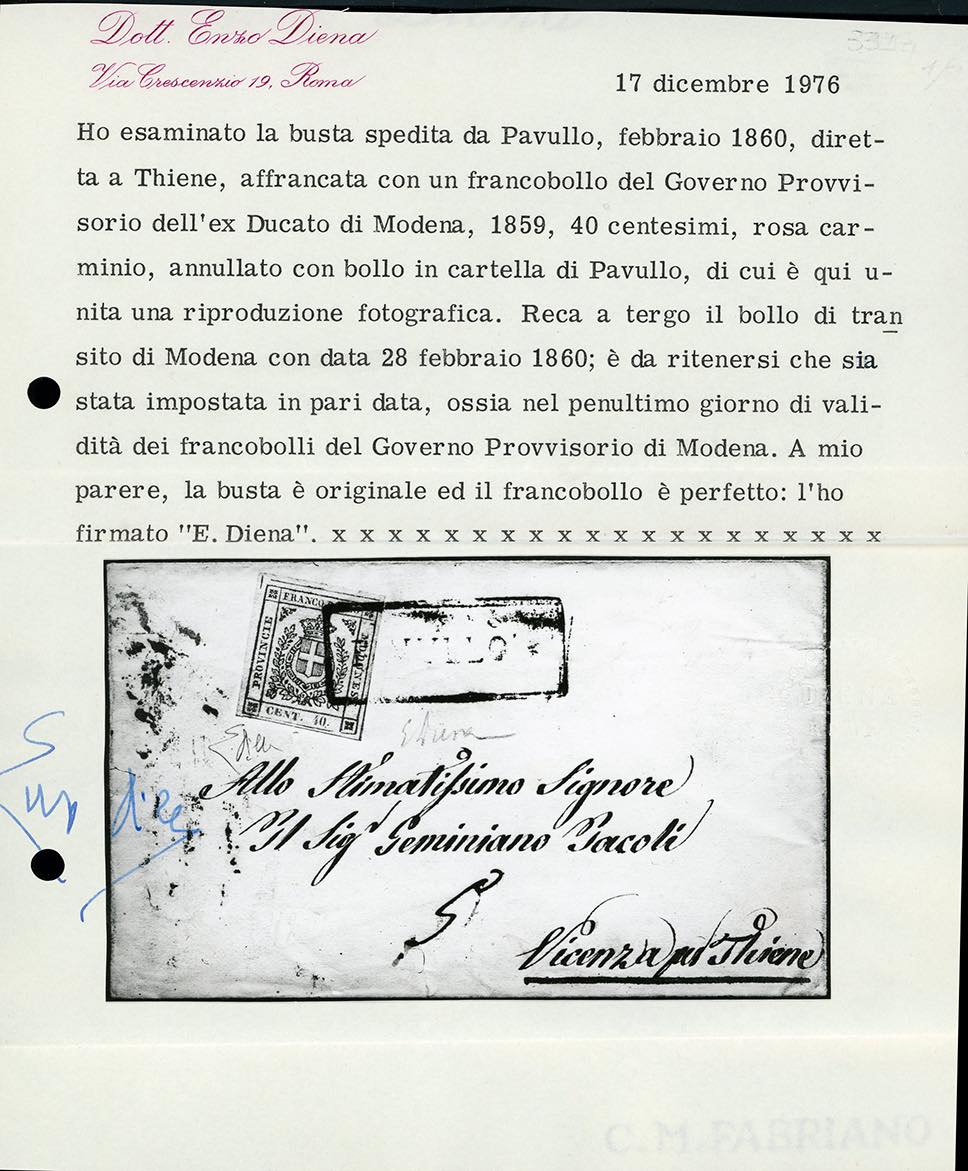 Dott. Enzo Diena
Via Crescenzio 19, Roma
17 dicembre 1976
Ho esaminato la busta spedita da Pavullo, febbraio 1860, diret-
ta a Thiene, affrancata con un francobollo del Governo Provvi-
sorio dell'ex Ducato di Modena, 1859, 40 centesimi, rosa car-
minio, annullato con bollo in cartella di Pavullo, di cui è qui u-
nita una riproduzione fotografica. Reca a tergo il bollo di tran
sito di Modena con data 28 febbraio 1860; è da ritenersi che sia
stata impostata in pari data, ossia nel penultimo giorno di vali-
dità dei francobolli del Governo Provvisorio di Modena. A mio
parere, la busta è originale ed il francobollo è perfetto: l'ho
firmato "E. Diena". x x x x x x x x x x x x x x x x x x x x
FRANCO
PROVINCIE
CENT. 40.
E Diena
Allo Stimatissimo Signore
Il Sigr Geminiano Pacoli
Vicenza per Thiene
C.M.FABRIANO